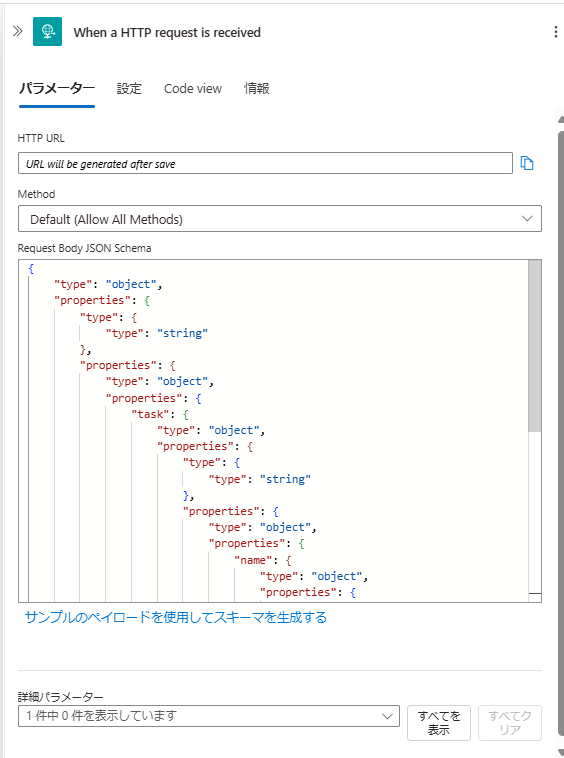 When a HTTP request is received
パラメーター 設定 Code view 情報
HTTP URL
URL will be generated after save
Method
Default (Allow All Methods)
Request Body JSON Schema
{
"type": "object",
"properties": {
"type": {
"type": "string"
},
"properties": {
"type": "object",
"properties": {
"task": {
"type": "object",
"properties": {
"type": {
"type": "string"
},
"properties": {
"type": "object",
"properties": {
"name": {
"type": "object",
"properties": {
サンプルのペイロードを使用してスキーマを生成する
詳細パラメーター
1 件中 0 件を表示しています
すべてを
表示
すべてク
リア